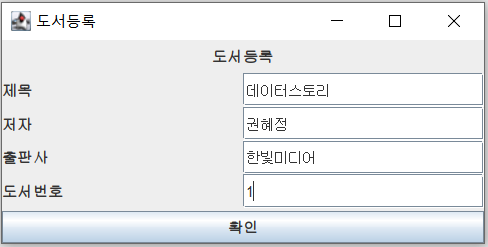 도서등록
도서등록
제목 데이터스토리
저자 권혜정
출판사 한빛미디어
도서번호 1
확인